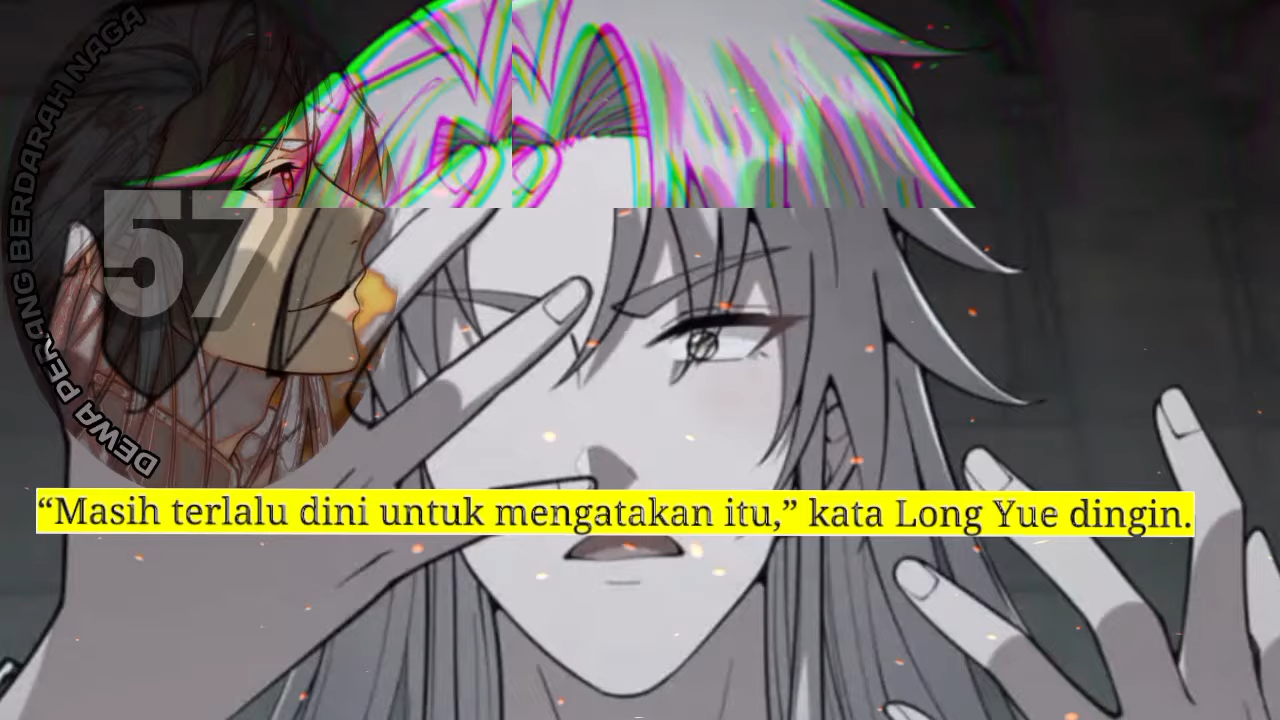 DEWA PERANG BERDARAH NAGA
57
“Masih terlalu dini untuk mengatakan itu,” kata Long Yue dingin.